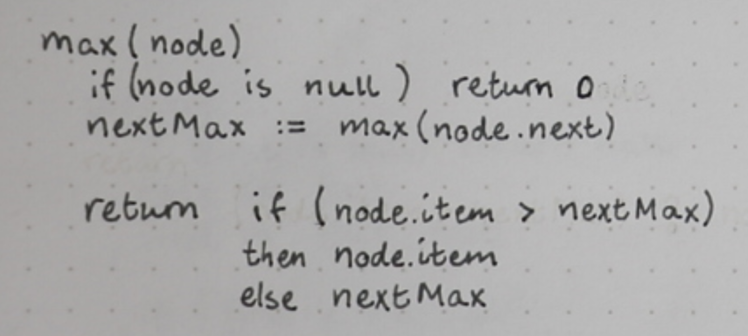 max(node)
if(node is null) return 0
nextMax := max(node.next)
return if (node.item > nextMax)
then node.item
else nextMax